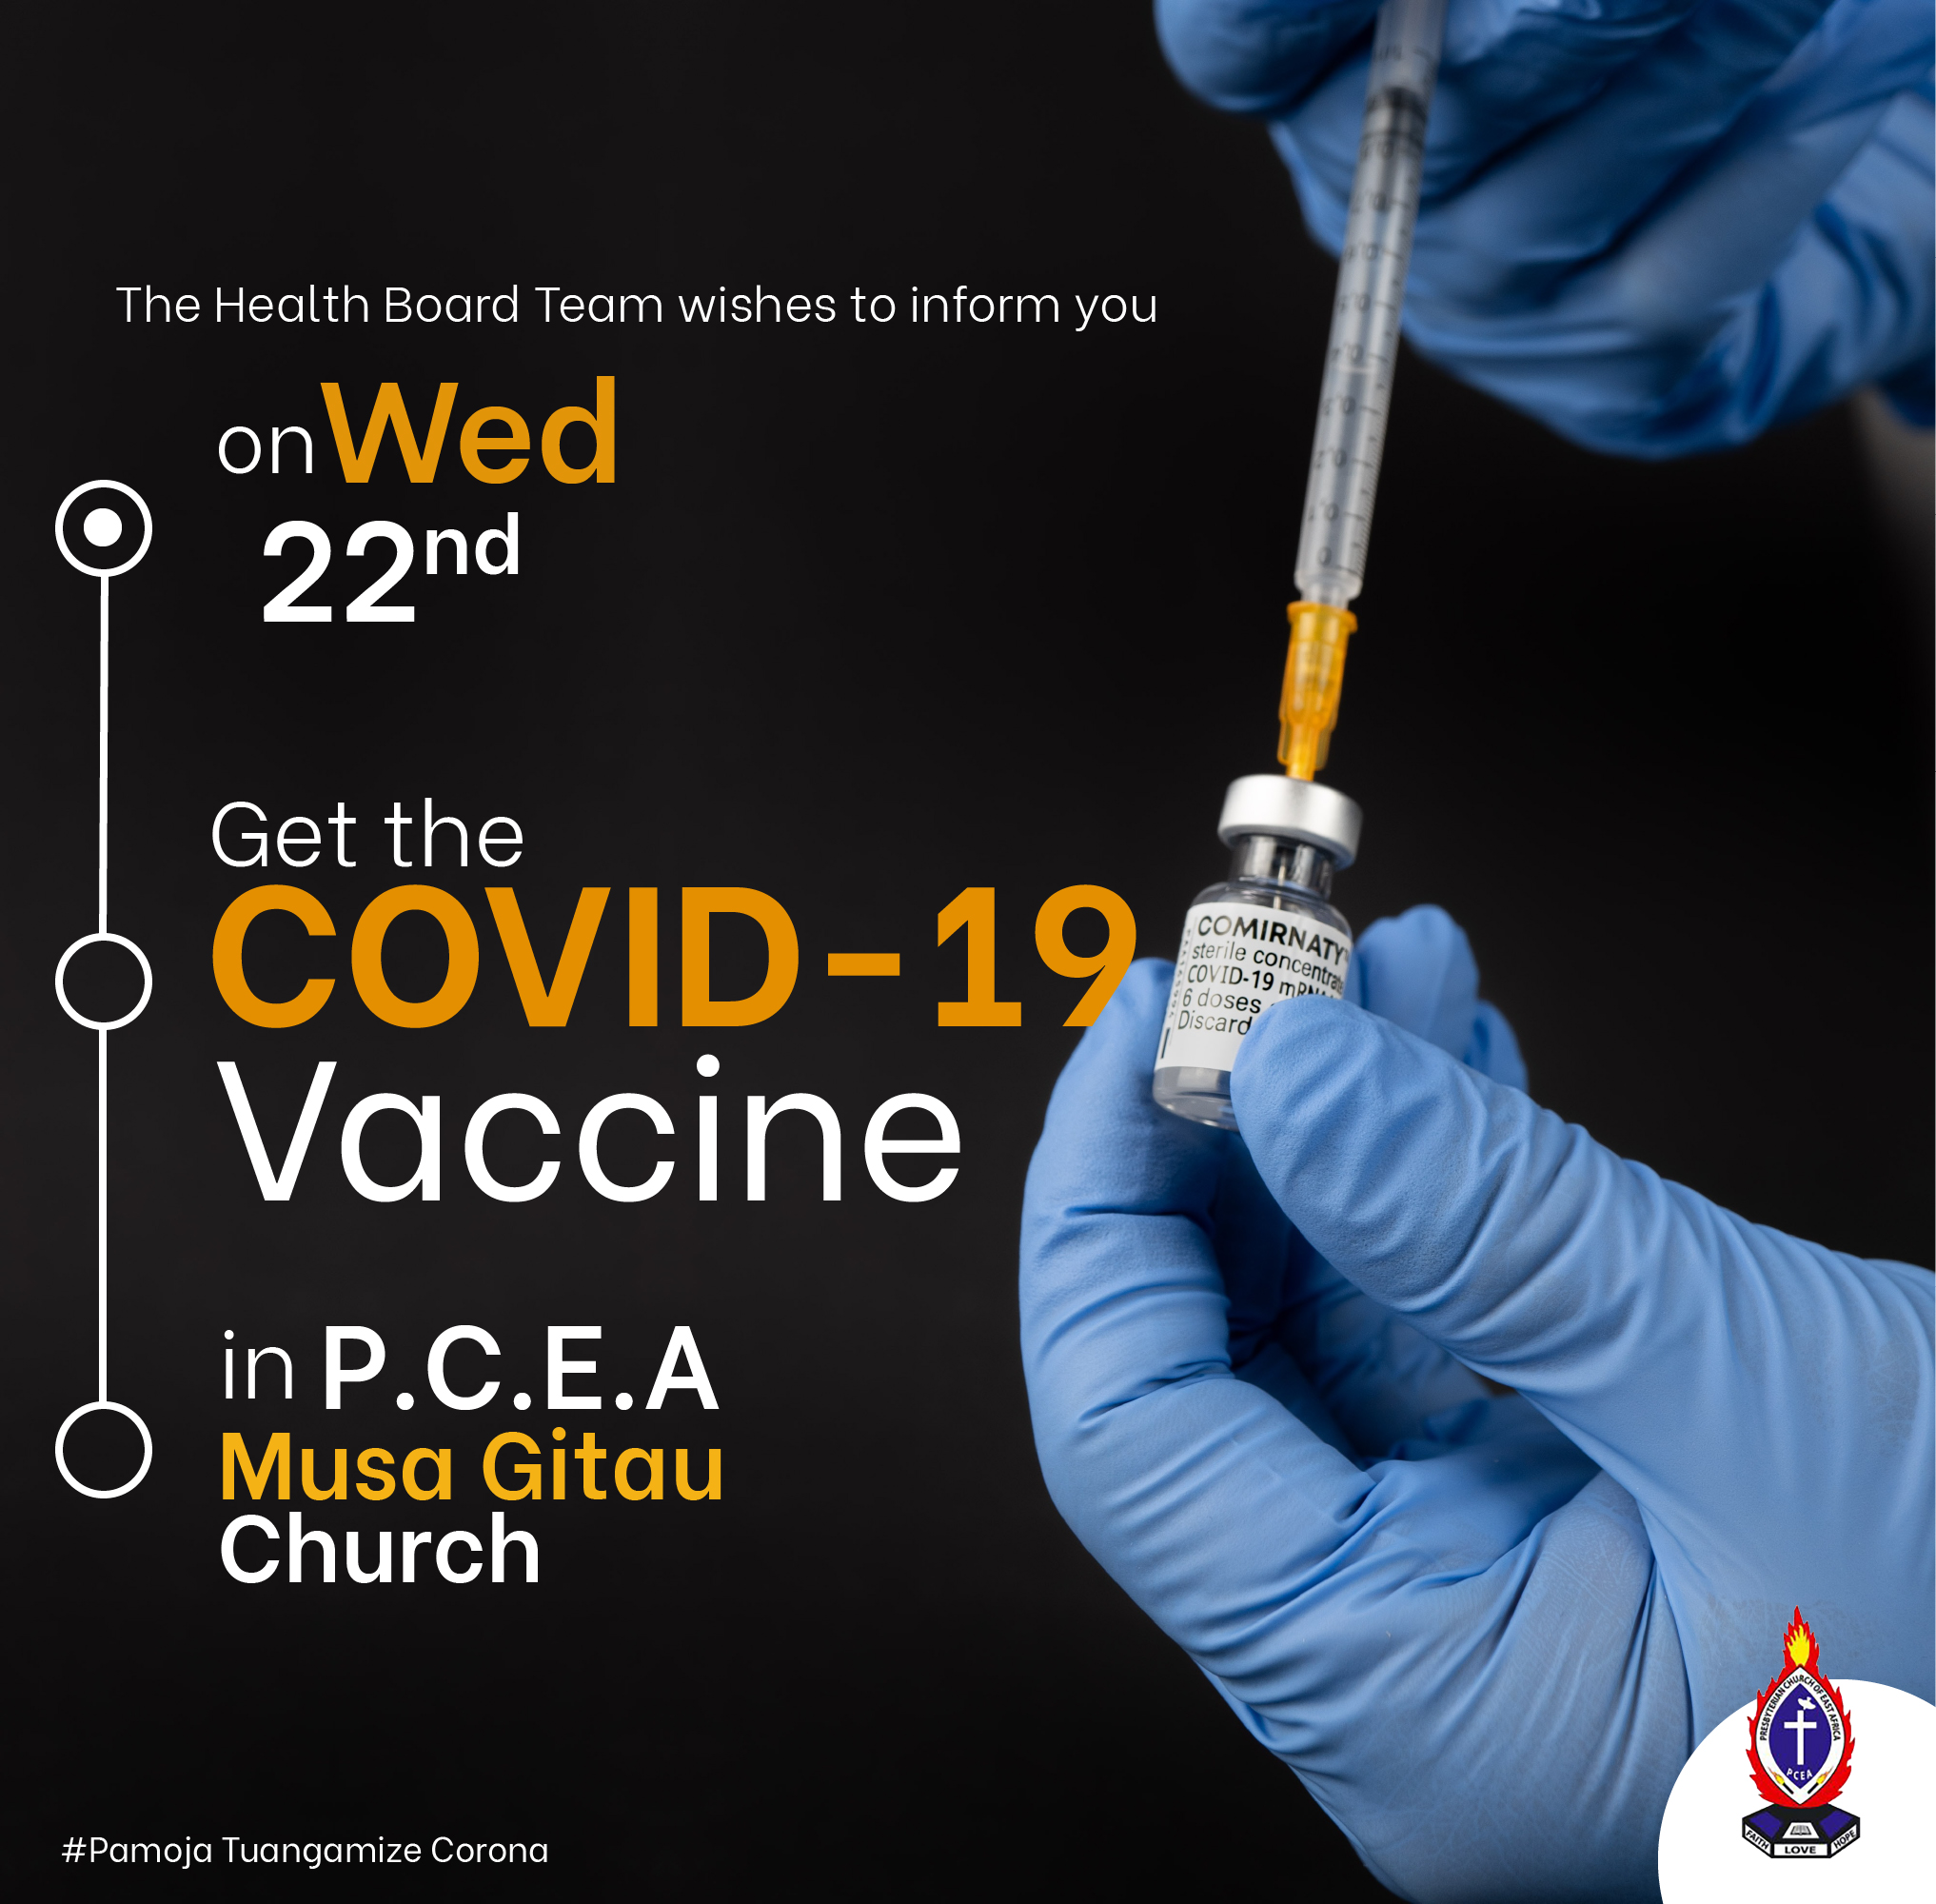 The Health Board Team wishes to inform you
on Wed
22nd
Get the
COVID-19
Vaccine
in P.C.E.A
Musa Gitau
Church
#Pamoja Tuangamize Corona
COMIRNATY
sterile concentrate
COVID-19
6 doses
Discard
0
PRESBYTERIAN CHURCH OF EAST AFRICA
PCEA
FAITH
LOVE
HOPE